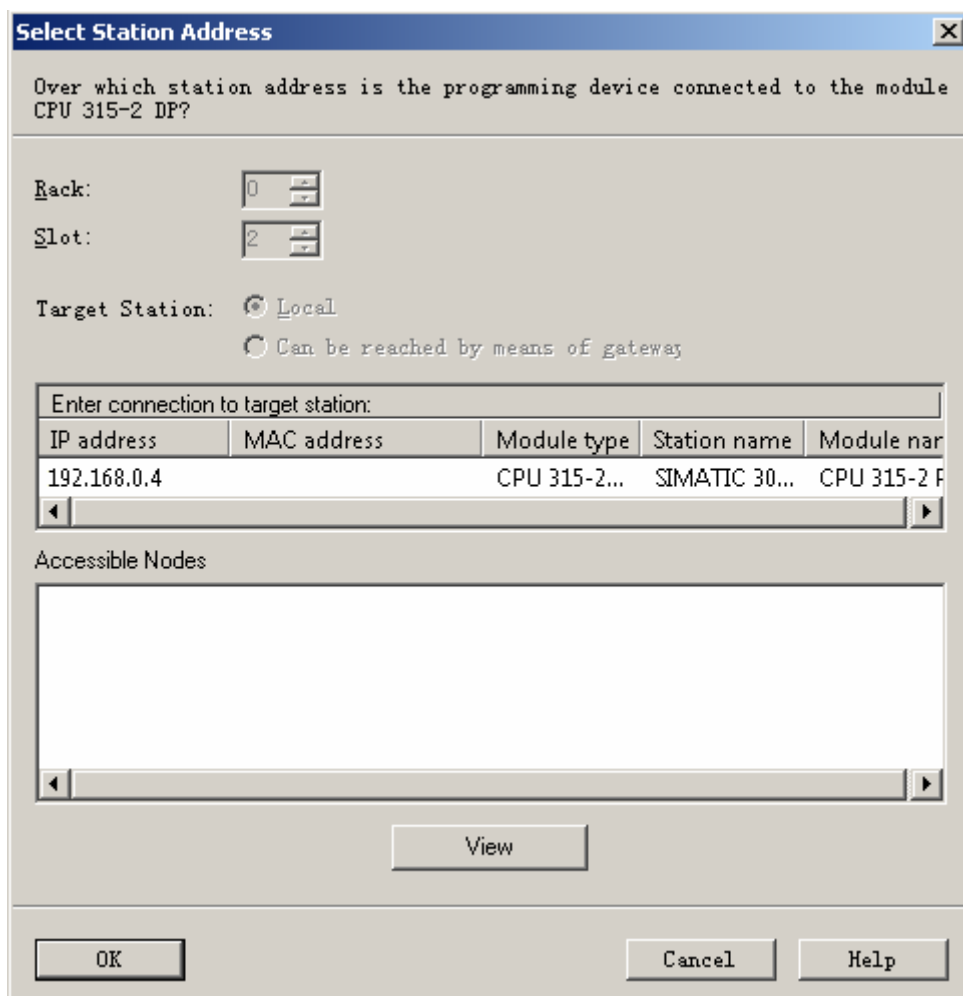 Select Station Address
Over which station address is the programming device connected to the module
CPU 315-2 DP?
Rack: 0
Slot: 2
Target Station: Local
Can be reached by means of gateway
Enter connection to target station:
IP address MAC address Module type Station name Module nar
192.168.0.4 CPU 315-2... SIMATIC 30... CPU 315-2 P
Accessible Nodes
View
OK Cancel Help